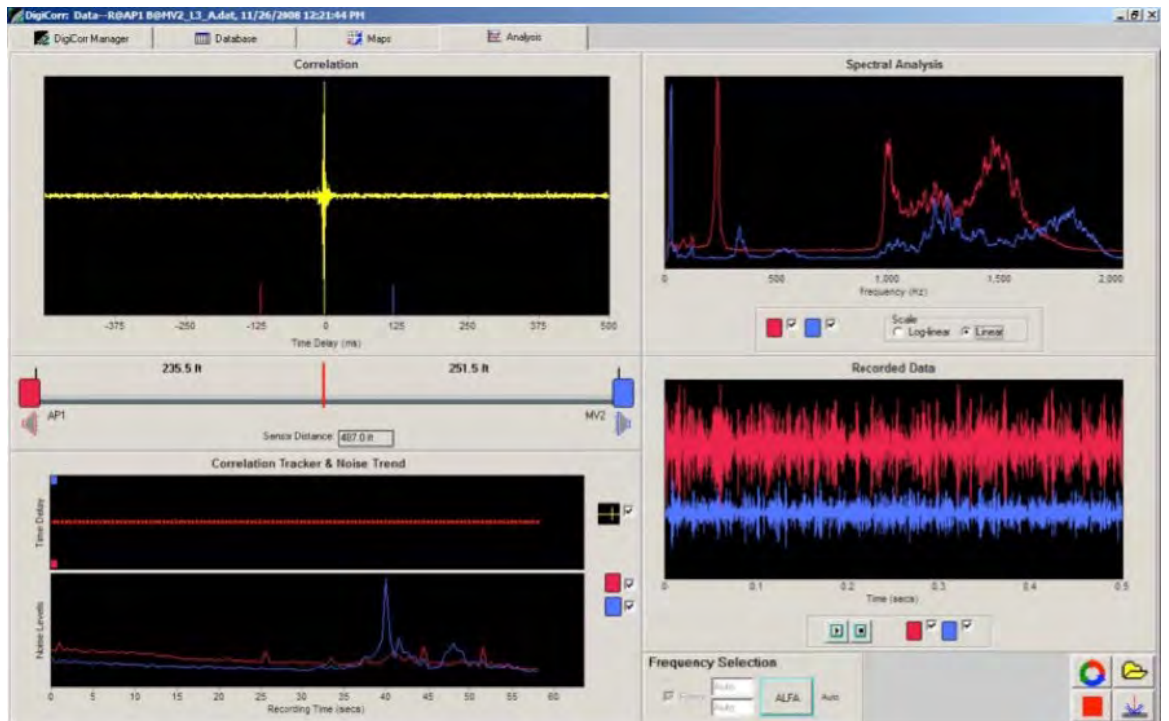 DigiCorr: Data--R@AP1 B@MV2_L3_A.dat, 11/26/2008 12:21:44 PM
DigiCorr Manager Database Maps Analysis
Correlation
-375 -250 -125 0 125 250 375 500
Time Delay (ms)
235.5 ft 251.5 ft
AP1 MV2
Sensor Distance: 487.0 ft
Correlation Tracker & Noise Trend
Time-Delay
Noise Levels
0 5 10 15 20 25 30 35 40 45 50 55 60
Recording Time (secs)
Spectral Analysis
0 500 1,000 1,500 2,000
Frequency (Hz)
Scale
Log-linear Linear
Recorded Data
0 0.1 0.2 0.3 0.4 0.5
Time (secs)
Frequency Selection
Auto
Auto
ALFA Auto